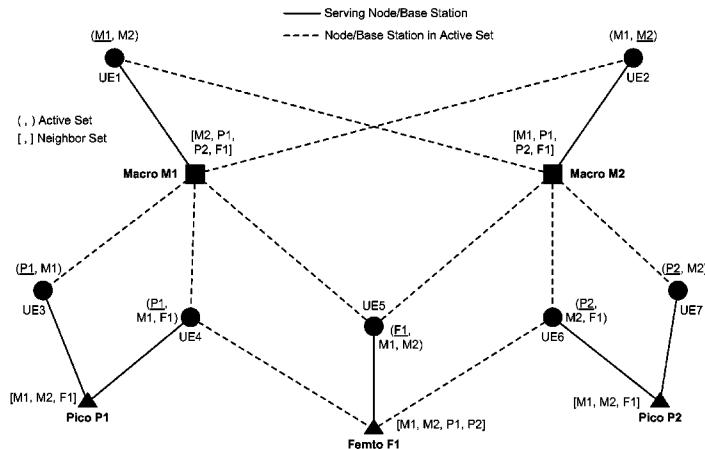 Serving Node/Base Station
Node/Base Station in Active Set
(M1, M2)
UE1
(M1, M2)
UE2
( , ) Active Set
[ , ] Neighbor Set
[M2, P1,
P2, F1]
Macro M1
[M1, P1,
P2, F1]
Macro M2
(P1, M1)
UE3
(P1,
M1, F1)
UE4
UE5
(F1,
M1, M2)
(P2,
M2, F1)
UE6
(P2, M2)
UE7
[M1, M2, F1]
Pico P1
[M1, M2, P1, P2]
Femto F1
[M1, M2, F1]
Pico P2